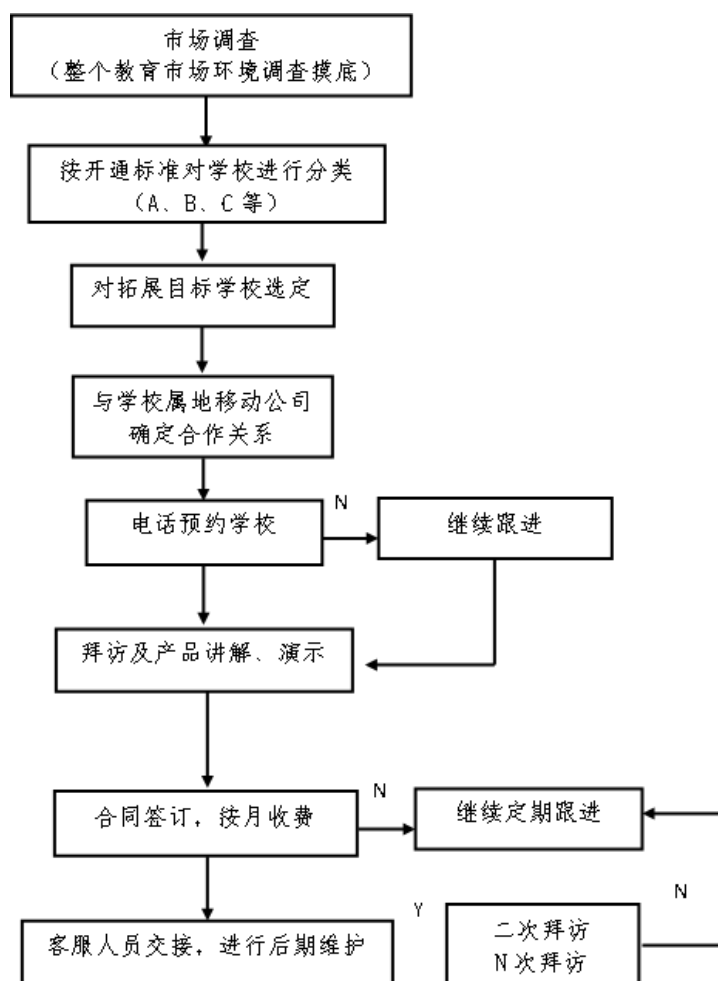 市场调查
（整个教育市场环境调查摸底）
按开通标准对学校进行分类
（A、B、C 等）
对拓展目标学校选定
与学校属地移动公司
确定合作关系
电话预约学校
N
继续跟进
拜访及产品讲解、演示
合同签订，按月收费
N
继续定期跟进
客服人员交接，进行后期维护
Y
二次拜访
N 次拜访
N